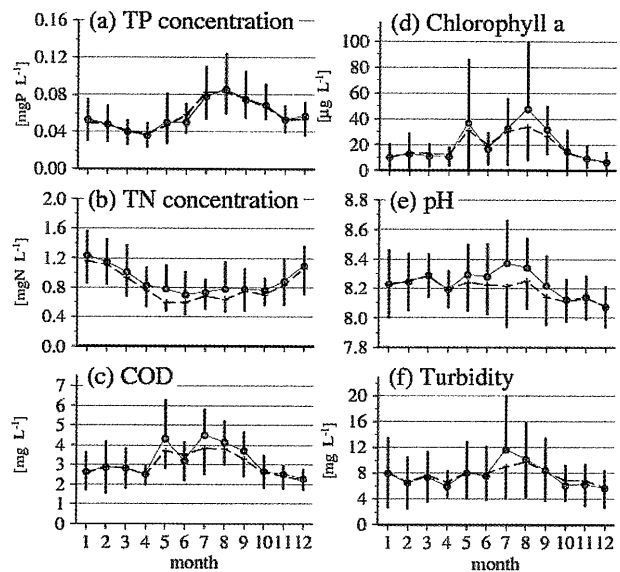 (a) TP concentration
[mgP L⁻¹]
0.16
0.12
0.08
0.04
0.00
(b) TN concentration
[mgN L⁻¹]
2.0
1.6
1.2
0.8
0.4
0.0
(c) COD
[mg L⁻¹]
7
6
5
4
3
2
1
0
1 2 3 4 5 6 7 8 9 10 11 12
month
(d) Chlorophyll a
[µg L⁻¹]
100
80
60
40
20
0
(e) pH
8.8
8.6
8.4
8.2
8.0
7.8
(f) Turbidity
[mg L⁻¹]
20
16
12
8
4
0
1 2 3 4 5 6 7 8 9 10 11 12
month